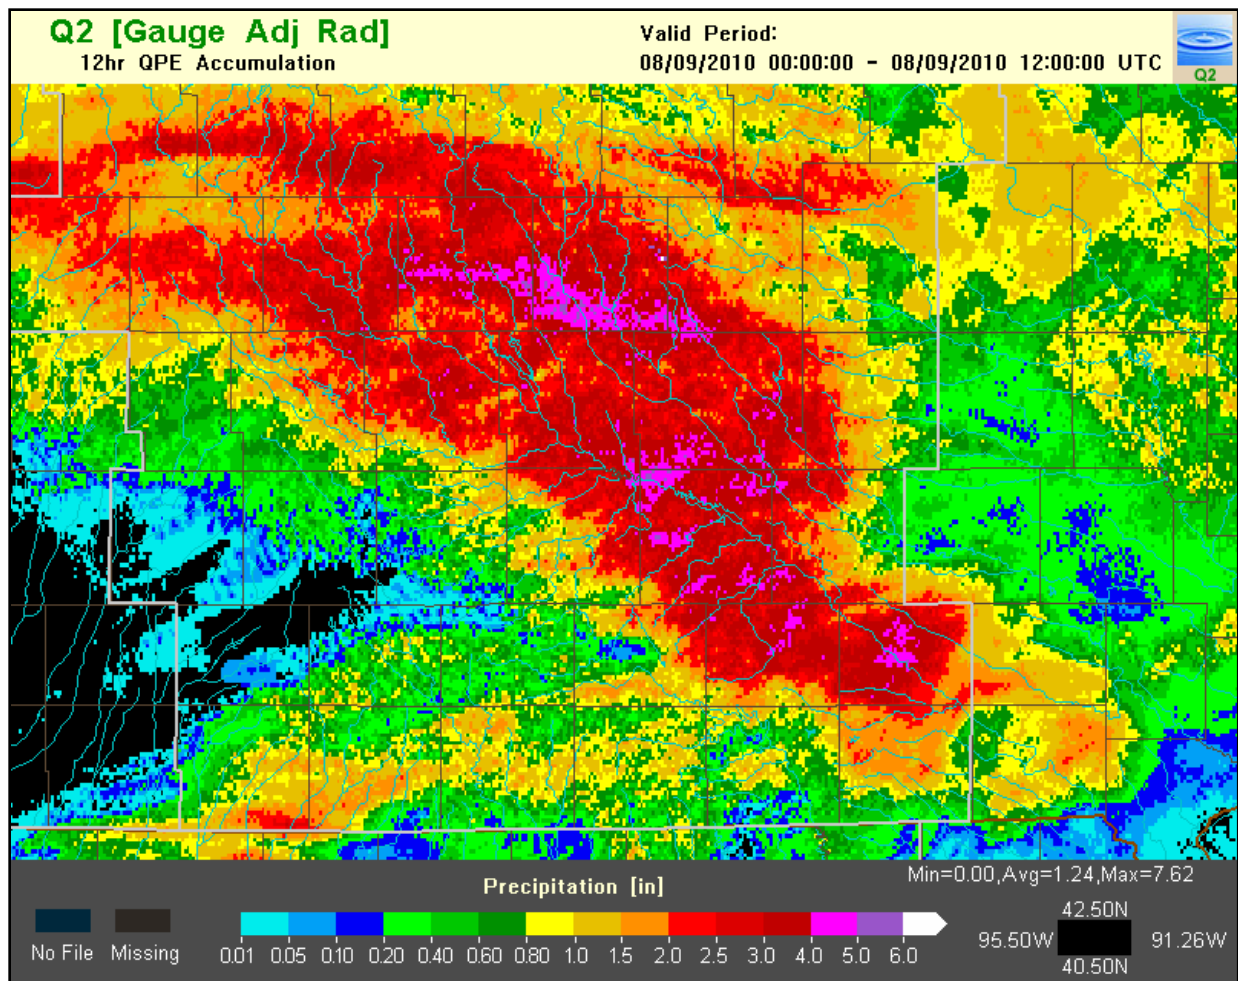 Q2 [Gauge Adj Rad]
12hr QPE Accumulation
Valid Period:
08/09/2010 00:00:00 - 08/09/2010 12:00:00 UTC
Q2
Precipitation [in]
Min=0.00,Avg=1.24,Max=7.62
No File
Missing
0.01 0.05 0.10 0.20 0.40 0.60 0.80 1.0 1.5 2.0 2.5 3.0 4.0 5.0 6.0
42.50N
95.50W
91.26W
40.50N